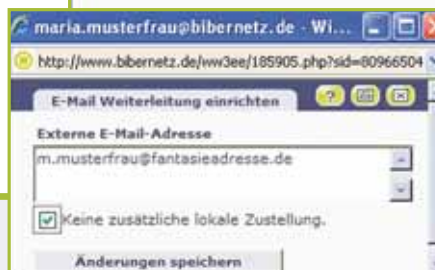 maria.musterfrau@bibernetz.de - Wi...
http://www.bibernetz.de/ww3ee/185905.php?sid=80966504
E-Mail Weiterleitung einrichten
Externe E-Mail-Adresse
m.musterfrau@fantasieadresse.de
Keine zusätzliche lokale Zustellung.
Änderungen speichern